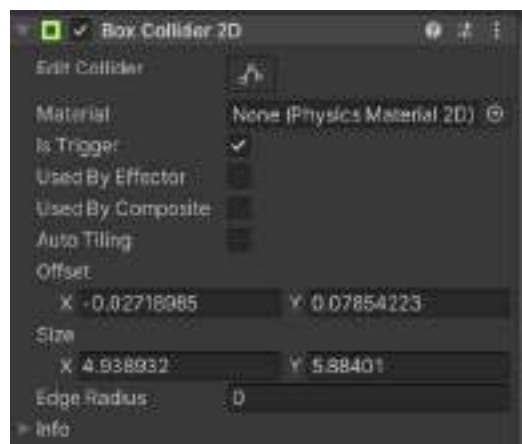 Box Collider 2D
Edit Collider
Material None (Physics Material 2D)
Is Trigger
Used By Effector
Used By Composite
Auto Tiling
Offset
X -0.02718985 Y 0.07854223
Size
X 4.938932 Y 5.88401
Edge Radius 0
Info